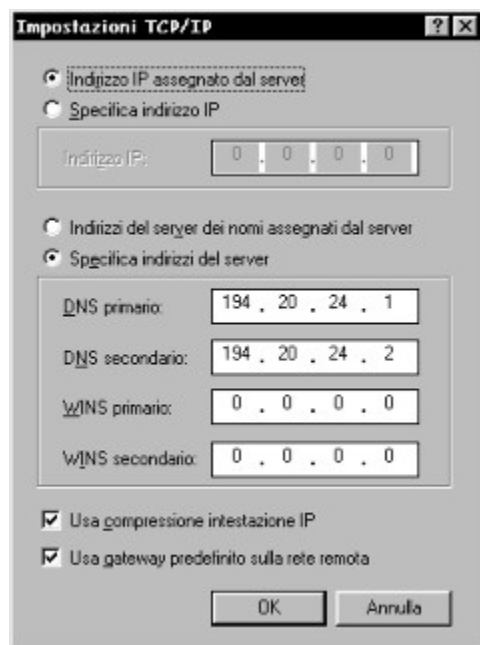 Impostazioni TCP/IP
Indirizzo IP assegnato dal server
Specifica indirizzo IP
Indirizzo IP: 0 . 0 . 0 . 0
Indirizzi del server dei nomi assegnati dal server
Specifica indirizzi del server
DNS primario: 194 . 20 . 24 . 1
DNS secondario: 194 . 20 . 24 . 2
WINS primario: 0 . 0 . 0 . 0
WINS secondario: 0 . 0 . 0 . 0
Usa compressione intestazione IP
Usa gateway predefinito sulla rete remota
OK Annulla